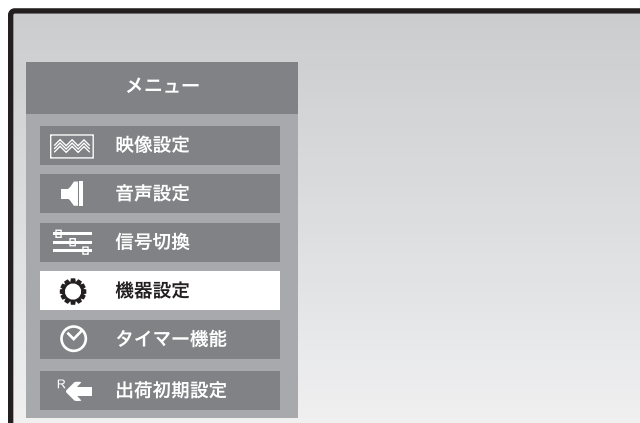 メニュー
映像設定
音声設定
信号切換
機器設定
タイマー機能
R
出荷初期設定